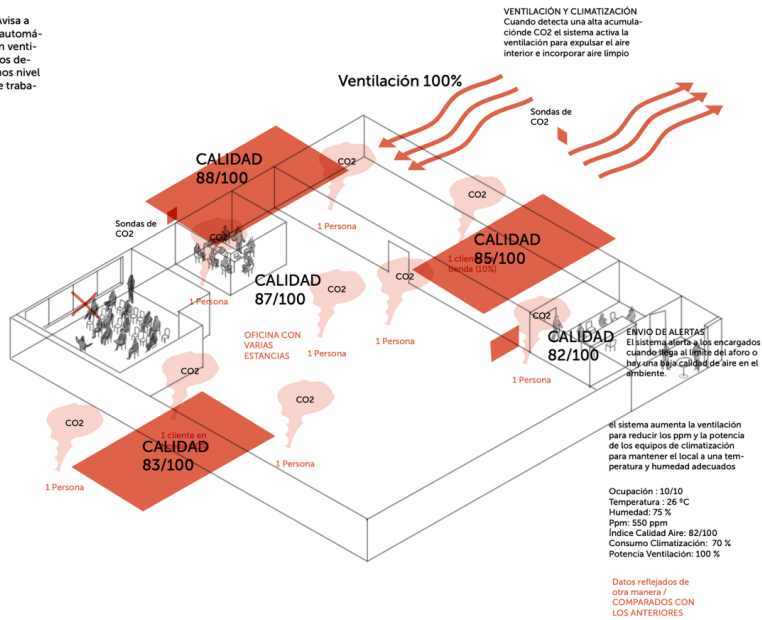 Avisa a
automá-
n venti-
os de-
nos nivel
e traba-
VENTILACIÓN Y CLIMATIZACIÓN
Cuando detecta una alta acumula-
ciónde CO2 el sistema activa la
ventilación para expulsar el aire
interior e incorporar aire limpio
Ventilación 100%
Sondas de
CO2
CALIDAD
88/100
CO2
1 Persona
CO2
Sondas de
CO2
CO2
1 Persona
CALIDAD
85/100
1 cliente
tienda (10%)
CALIDAD
87/100
CO2
1 Persona
CO2
1 Persona
OFICINA CON
VARIAS
ESTANCIAS
CO2
CALIDAD
82/100
1 Persona
ENVIO DE ALERTAS
El sistema alerta a los encargados
cuando llega al límite del aforo o
hay una baja calidad de aire en el
ambiente.
CO2
CO2
1 Persona
CO2
1 Persona
1 cliente en
CALIDAD
83/100
el sistema aumenta la ventilación
para reducir los ppm y la potencia
de los equipos de climatización
para mantener el local a una tem-
peratura y humedad adecuados
Ocupación : 10/10
Temperatura : 26 ºC
Humedad: 75 %
Ppm: 550 ppm
Índice Calidad Aire: 82/100
Consumo Climatización: 70 %
Potencia Ventilación: 100 %
Datos reflejados de
otra manera /
COMPARADOS CON
LOS ANTERIORES